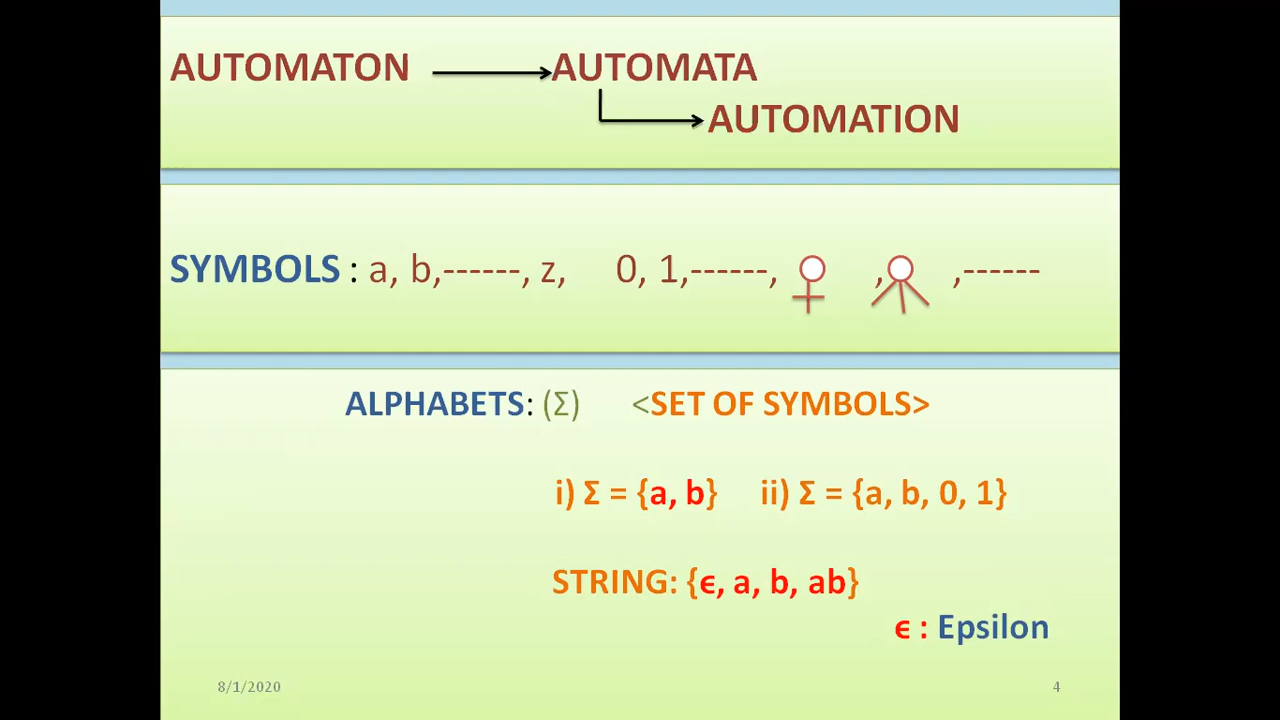 AUTOMATON AUTOMATA
AUTOMATION
SYMBOLS : a, b,------, z, 0, 1,------, , ,------
ALPHABETS: (Σ) <SET OF SYMBOLS>
i) Σ = {a, b} ii) Σ = {a, b, 0, 1}
STRING: {ϵ, a, b, ab}
ϵ : Epsilon
8/1/2020 4